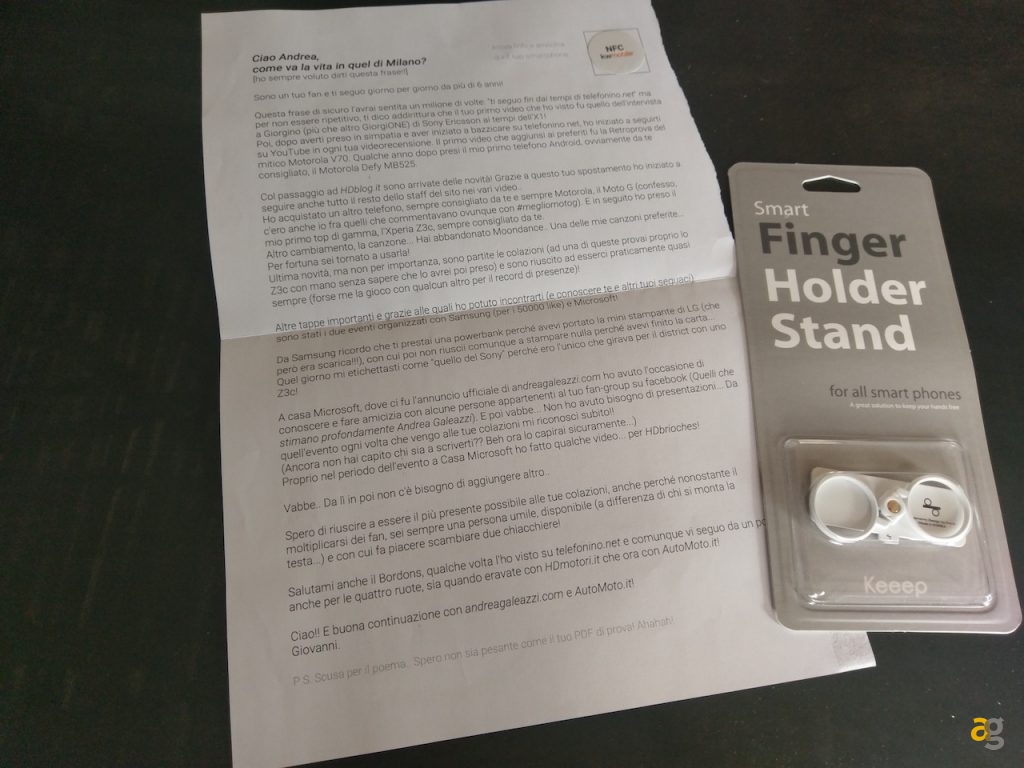 Ciao Andrea,
come va la vita in quel di Milano?
[ho sempre voluto dirti questa frase!!]
NFC
Sono un tuo fan e ti seguo giorno per giorno da più di 6 anni!
Questa frase di sicuro l'avrai sentita un milione di volte: "ti seguo fin dai tempi di telefonino.net" ma
per non essere ripetitivo, ti dico addirittura che il tuo primo video che ho visto fu quello dell'intervista
a Giorgino (più che altro GiorgiONE) di Sony Ericsson ai tempi dell'X1!
Poi, dopo averti preso in simpatia e aver iniziato a bazzicare su telefonino.net, ho iniziato a seguirti
su YouTube in ogni tua videorecensione. Il primo video che aggiunsi ai preferiti fu la Retroprova del
mitico Motorola V70. Qualche anno dopo presi il mio primo telefono Android, ovviamente da te
consigliato, il Motorola Defy MB525.
Col passaggio ad HDblog.it sono arrivate delle novità! Grazie a questo tuo spostamento ho iniziato a
seguire anche tutto il resto dello staff del sito nei vari video..
Ho acquistato un altro telefono, sempre consigliato da te e sempre Motorola, il Moto G (confesso,
c'ero anche io fra quelli che commentavano ovunque con #megliomotog). E in seguito ho preso il
mio primo top di gamma, l'Xperia Z3c, sempre consigliato da te.
Altro cambiamento, la canzone... Hai abbandonato Moondance.. Una delle mie canzoni preferite...
Per fortuna sei tornato a usarla!
Ultima novità, ma non per importanza, sono partite le colazioni (ad una di queste provai proprio lo
Z3c con mano senza sapere che lo avrei poi preso) e sono riuscito ad esserci praticamente quasi
sempre (forse me la gioco con qualcun altro per il record di presenze)!
Altre tappe importanti e grazie alle quali ho potuto incontrarti (e conoscere te e altri tuoi seguaci)
sono stati i due eventi organizzati con Samsung (per i 50000 like) e Microsoft!
Da Samsung ricordo che ti prestai una powerbank perché avevi portato la mini stampante di LG (che
però era scarica!!!), con cui poi non riuscii comunque a stampare nulla perché avevi finito la carta...
Quel giorno mi etichettasti come "quello del Sony" perché ero l'unico che girava per il district con uno
Z3c!
A casa Microsoft, dove ci fu l'annuncio ufficiale di andreagaleazzi.com ho avuto l'occasione di
conoscere e fare amicizia con alcune persone appartenenti al tuo fan-group su facebook (Quelli che
stimano profondamente Andrea Galeazzi). E poi vabbe... Non ho avuto bisogno di presentazioni... Da
quell'evento ogni volta che vengo alle tue colazioni mi riconosci subito!!
(Ancora non hai capito chi sia a scriverti?? Beh ora lo capirai sicuramente...)
Proprio nel periodo dell'evento a Casa Microsoft ho fatto qualche video... per HDbrioches!
Vabbe.. Da lì in poi non c'è bisogno di aggiungere altro..
Spero di riuscire a essere il più presente possibile alle tue colazioni, anche perché nonostante il
moltiplicarsi dei fan, sei sempre una persona umile, disponibile (a differenza di chi si monta la
testa...) e con cui fa piacere scambiare due chiacchiere!
Salutami anche il Bordons, qualche volta l'ho visto su telefonino.net e comunque vi seguo da un po
anche per le quattro ruote, sia quando eravate con HDmotori.it che ora con AutoMoto.it!
Ciao!! E buona continuazione con andreagaleazzi.com e AutoMoto.it!
Giovanni.
P.S. Scusa per il poema.. Spero non sia pesante come il tuo PDF di prova! Ahahah!
Smart
Finger
Holder
Stand
for all smart phones
A great solution to keep your hands free
Keeep
ag